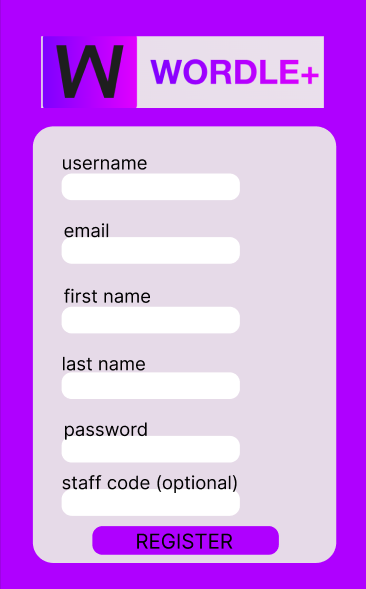 W WORDLE+
username
email
first name
last name
password
staff code (optional)
REGISTER